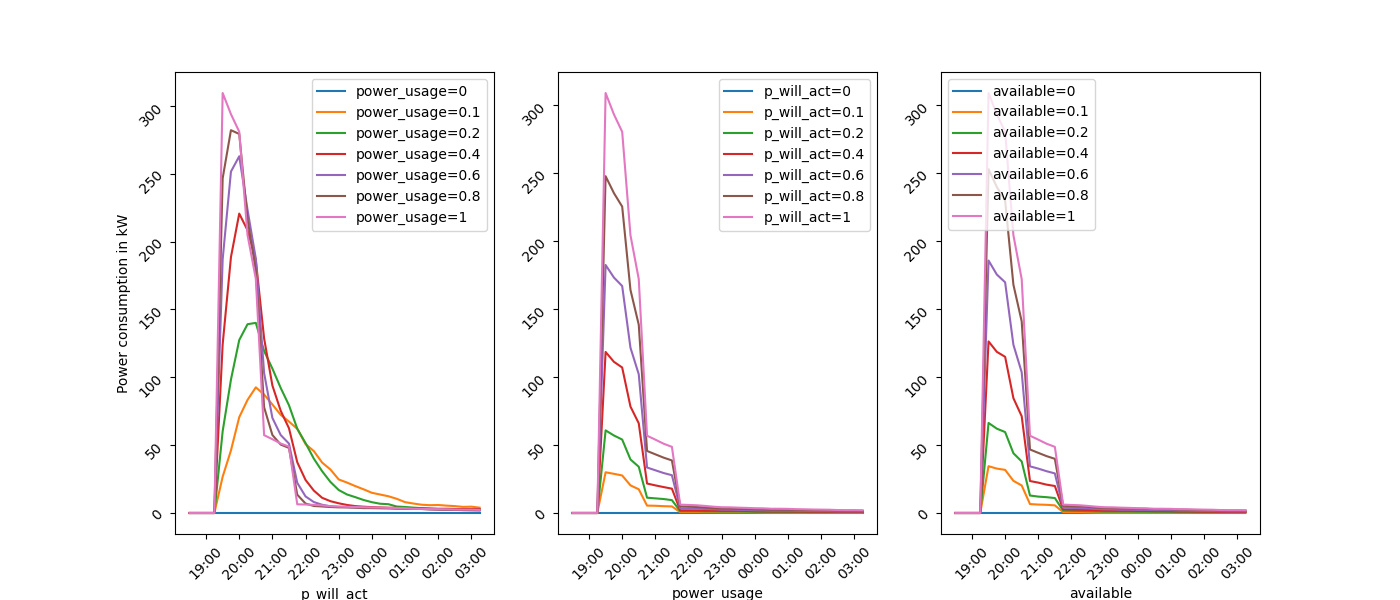 Power consumption in kW
300
250
200
150
100
50
0
power_usage=0
power_usage=0.1
power_usage=0.2
power_usage=0.4
power_usage=0.6
power_usage=0.8
power_usage=1
19:00
20:00
21:00
22:00
23:00
00:00
01:00
02:00
03:00
p_will_act
300
250
200
150
100
50
0
p_will_act=0
p_will_act=0.1
p_will_act=0.2
p_will_act=0.4
p_will_act=0.6
p_will_act=0.8
p_will_act=1
19:00
20:00
21:00
22:00
23:00
00:00
01:00
02:00
03:00
power_usage
300
250
200
150
100
50
0
available=0
available=0.1
available=0.2
available=0.4
available=0.6
available=0.8
available=1
19:00
20:00
21:00
22:00
23:00
00:00
01:00
02:00
03:00
available